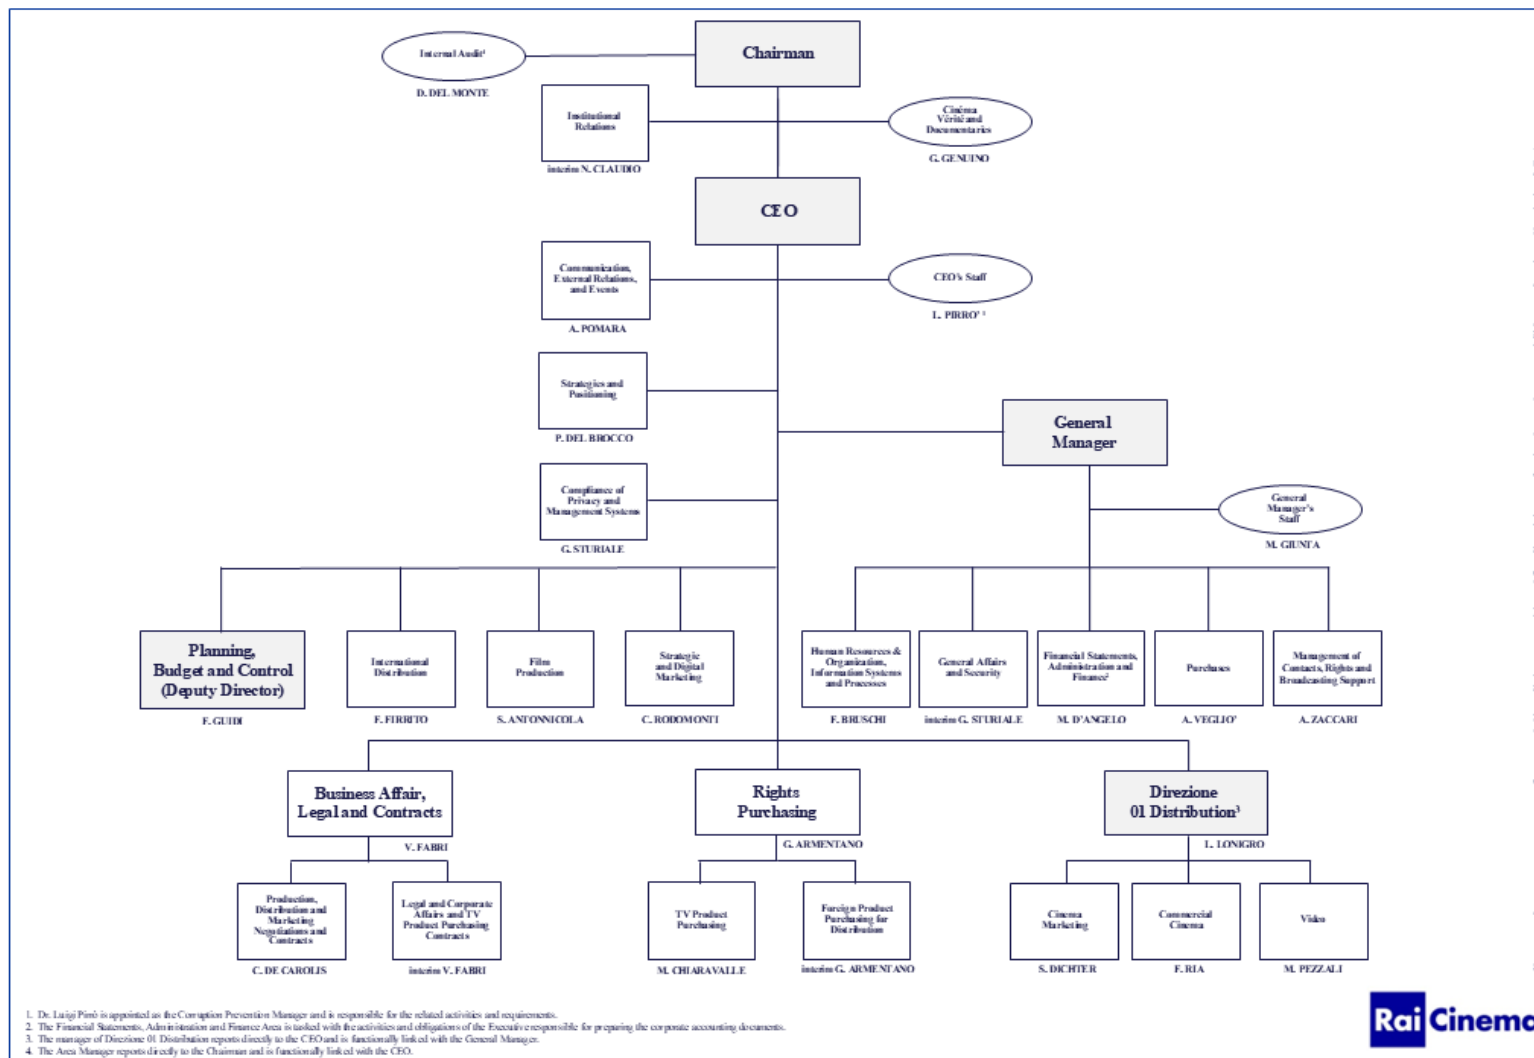 Chairman
Internal Audit⁴
D. DEL MONTE
Institutional
Relations
interim N. CLAUDIO
Cinéma
Vérité and
Documentaries
G. GENUINO
CEO
Communication,
External Relations,
and Events
A. POMARA
CEO's Staff
L. PIRRO' ¹
Strategies and
Positioning
P. DEL BROCCO
General
Manager
Compliance of
Privacy and
Management Systems
G. STURIALE
General
Manager's
Staff
M. GIUNTA
Planning,
Budget and Control
(Deputy Director)
F. GUIDI
International
Distribution
F. FIRRITO
Film
Production
S. ANTONNICOLA
Strategic
and Digital
Marketing
C. RODOMONTI
Human Resources &
Organization,
Information Systems
and Processes
F. BRUSCHI
General Affairs
and Security
interim G. STURIALE
Financial Statements,
Administration and
Finance²
M. D'ANGELO
Purchases
A. VEGLIO'
Management of
Contacts, Rights and
Broadcasting Support
A. ZACCARI
Business Affair,
Legal and Contracts
V. FABRI
Rights
Purchasing
G. ARMENTANO
Direzione
01 Distribution³
L. LONIGRO
Production,
Distribution and
Marketing
Negotiations and
Contracts
C. DE CAROLIS
Legal and Corporate
Affairs and TV
Product Purchasing
Contracts
interim V. FABRI
TV Product
Purchasing
M. CHIARAVALLE
Foreign Product
Purchasing for
Distribution
interim G. ARMENTANO
Cinema
Marketing
S. DICHTER
Commercial
Cinema
F. RIA
Video
M. PEZZALI
1. Dr. Luigi Pirrò is appointed as the Corruption Prevention Manager and is responsible for the related activities and requirements.
2. The Financial Statements, Administration and Finance Area is tasked with the activities and obligations of the Executive responsible for preparing the corporate accounting documents.
3. The manager of Direzione 01 Distribution reports directly to the CEO and is functionally linked with the General Manager.
4. The Area Manager reports directly to the Chairman and is functionally linked with the CEO.
Rai Cinema